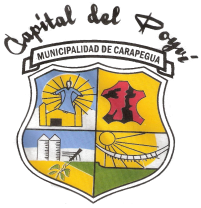 Capital del Poyvi
MUNICIPALIDAD DE CARAPEGUA